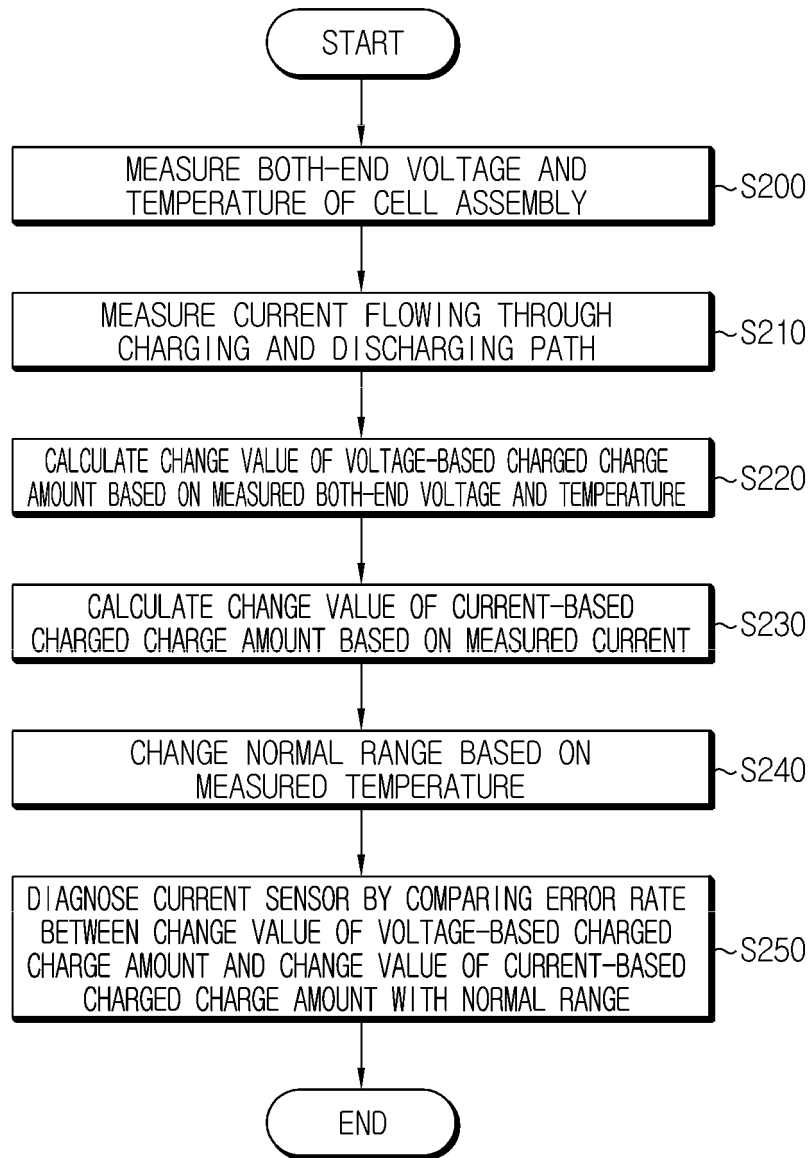 START
MEASURE BOTH-END VOLTAGE AND
TEMPERATURE OF CELL ASSEMBLY
S200
MEASURE CURRENT FLOWING THROUGH
CHARGING AND DISCHARGING PATH
S210
CALCULATE CHANGE VALUE OF VOLTAGE-BASED CHARGED CHARGE
AMOUNT BASED ON MEASURED BOTH-END VOLTAGE AND TEMPERATURE
S220
CALCULATE CHANGE VALUE OF CURRENT-BASED
CHARGED CHARGE AMOUNT BASED ON MEASURED CURRENT
S230
CHANGE NORMAL RANGE BASED ON
MEASURED TEMPERATURE
S240
DIAGNOSE CURRENT SENSOR BY COMPARING ERROR RATE
BETWEEN CHANGE VALUE OF VOLTAGE-BASED CHARGED
CHARGE AMOUNT AND CHANGE VALUE OF CURRENT-BASED
CHARGED CHARGE AMOUNT WITH NORMAL RANGE
S250
END